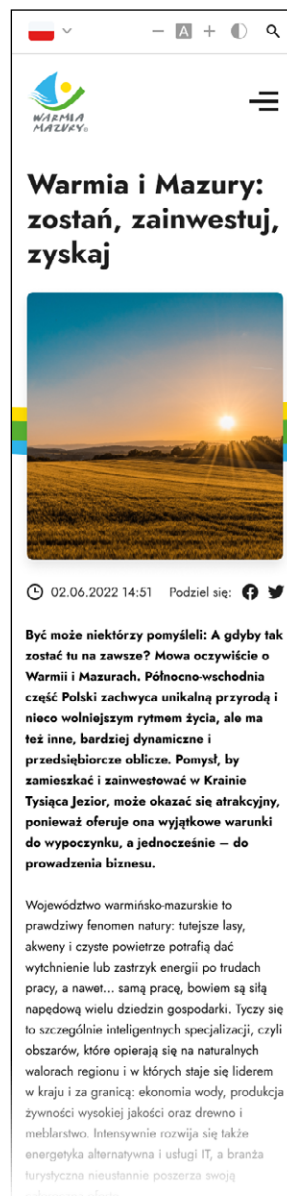 A
WARMIA
MAZURY
Warmia i Mazury:
zostań, zainwestuj,
zyskaj
02.06.2022 14:51 Podziel się:
Być może niektórzy pomyśleli: A gdyby tak
zostać tu na zawsze? Mowa oczywiście o
Warmii i Mazurach. Północno-wschodnia
część Polski zachwyca unikalną przyrodą i
nieco wolniejszym rytmem życia, ale ma
też inne, bardziej dynamiczne i
przedsiębiorcze oblicze. Pomysł, by
zamieszkać i zainwestować w Krainie
Tysiąca Jezior, może okazać się atrakcyjny,
ponieważ oferuje ona wyjątkowe warunki
do wypoczynku, a jednocześnie – do
prowadzenia biznesu.
Województwo warmińsko-mazurskie to
prawdziwy fenomen natury: tutejsze lasy,
akweny i czyste powietrze potrafią dać
wytchnienie lub zastrzyk energii po trudach
pracy, a nawet... samą pracę, bowiem są siłą
napędową wielu dziedzin gospodarki. Tyczy się
to szczególnie inteligentnych specjalizacji, czyli
obszarów, które opierają się na naturalnych
walorach regionu i w których staje się liderem
w kraju i za granicą: ekonomia wody, produkcja
żywności wysokiej jakości oraz drewno i
meblarstwo. Intensywnie rozwija się także
energetyka alternatywna i usługi IT, a branża
turystyczna nieustannie poszerza swoją